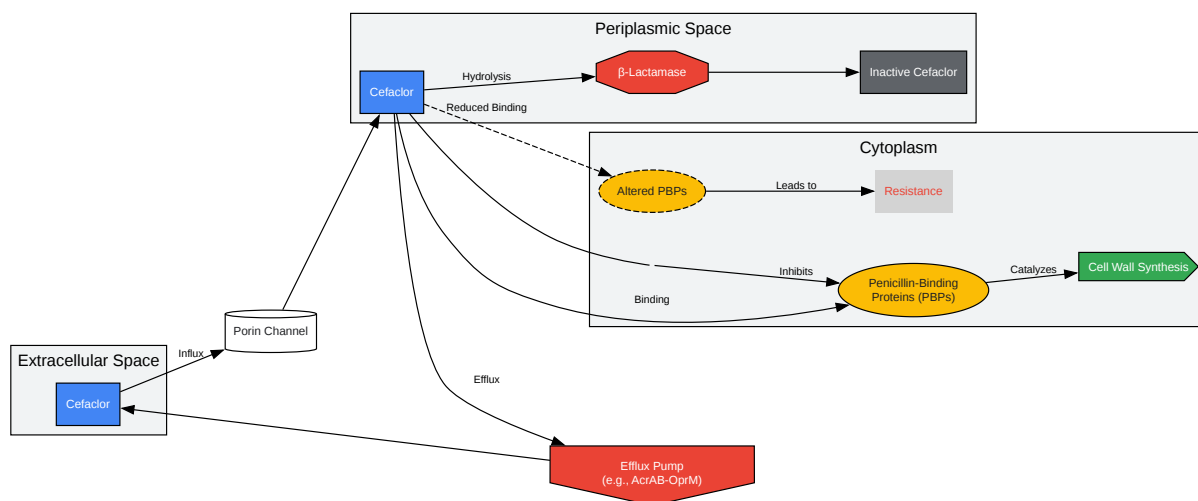 Periplasmic Space
Cefaclor
Hydrolysis
β-Lactamase
Inactive Cefaclor
Reduced Binding
Cytoplasm
Altered PBPs
Leads to
Resistance
Inhibits
Penicillin-Binding
Proteins (PBPs)
Catalyzes
Cell Wall Synthesis
Binding
Porin Channel
Influx
Extracellular Space
Cefaclor
Efflux
Efflux Pump
(e.g., AcrAB-OprM)